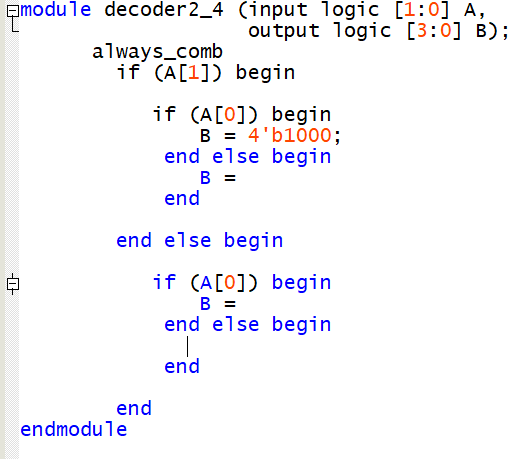 module decoder2_4 (input logic [1:0] A,
                   output logic [3:0] B);
      always_comb
        if (A[1]) begin

           if (A[0]) begin
               B = 4'b1000;
            end else begin
               B =
            end

        end else begin

           if (A[0]) begin
               B =
            end else begin

            end

        end
endmodule